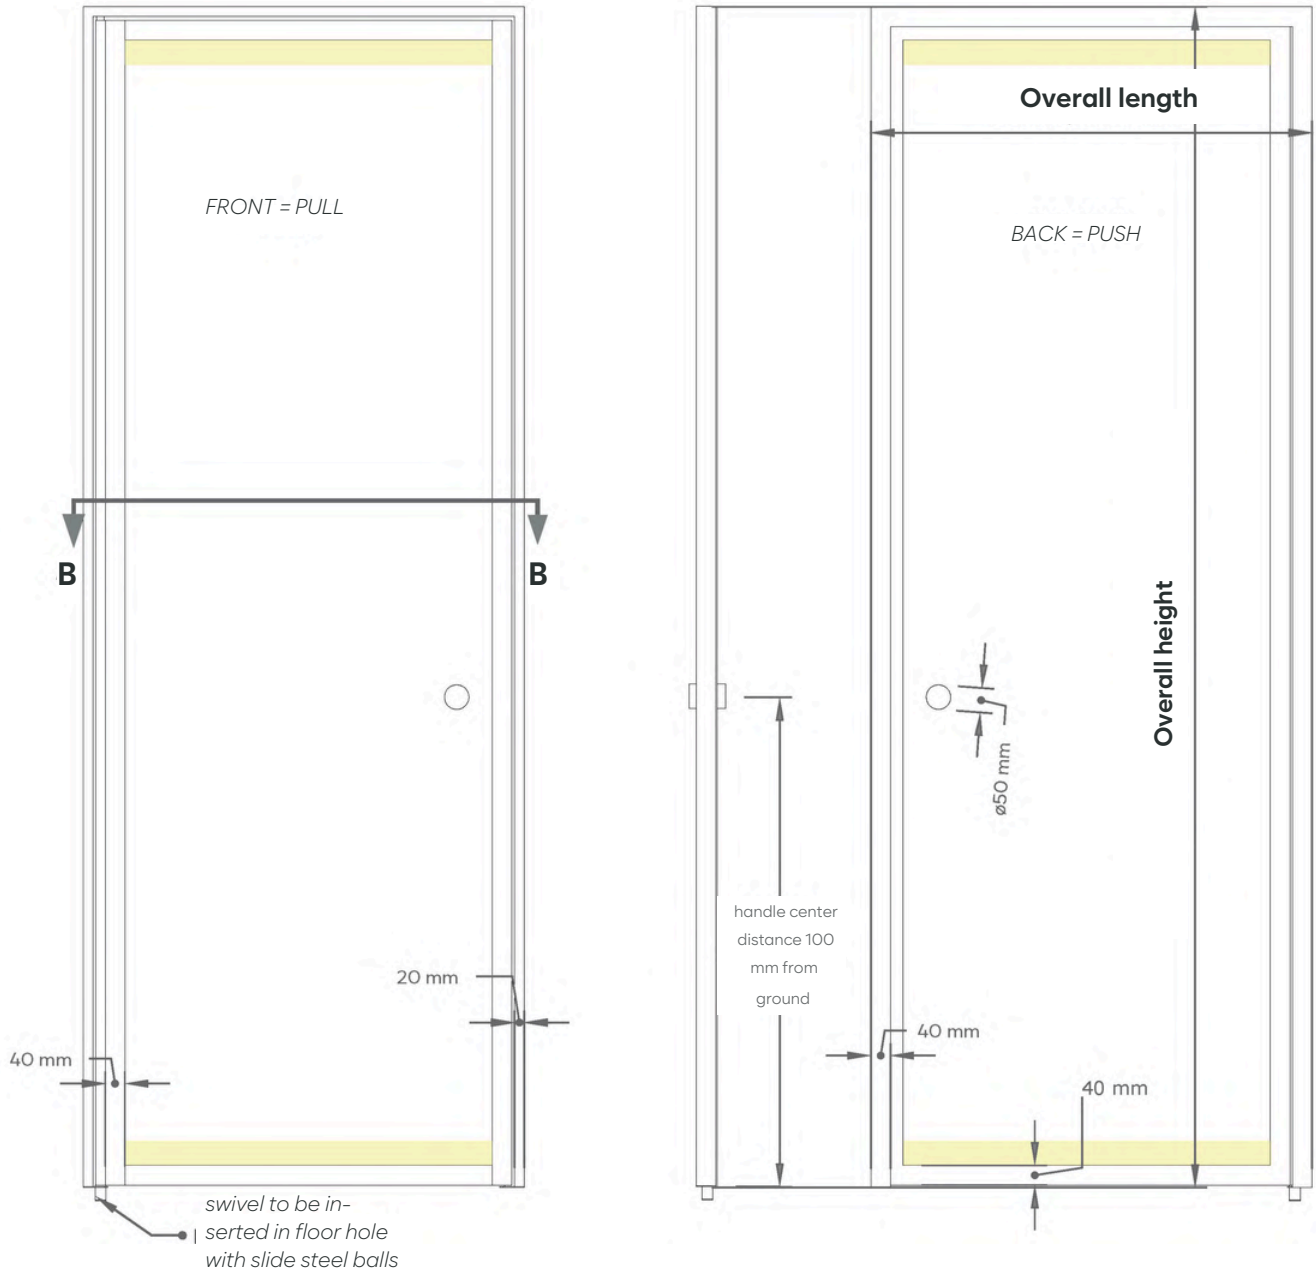 Overall length
FRONT = PULL
BACK = PUSH
B
B
Overall height
ø50 mm
handle center
distance 100
mm from
ground
20 mm
40 mm
40 mm
40 mm
swivel to be in-
serted in floor hole
with slide steel balls